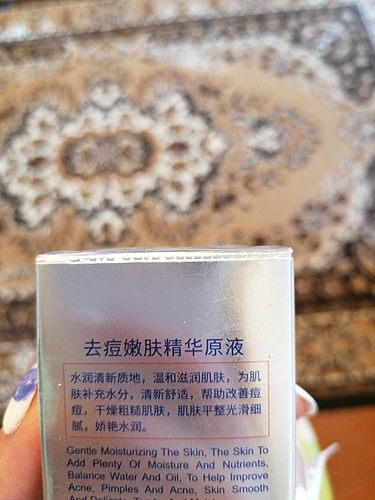 去痘嫩肤精华原液
水润清新质地，温和滋润肌肤，为肌
肤补充水分，清新舒适，帮助改善痘
痘，干燥粗糙肌肤，肌肤平整光滑细
腻，娇艳水润。
Gentle Moisturizing The Skin, The Skin To
Add Plenty Of Moisture And Nutrients,
Balance Water And Oil, To Help Improve
Acne, Pimples And Acne, Skin Smooth
And Delicate,